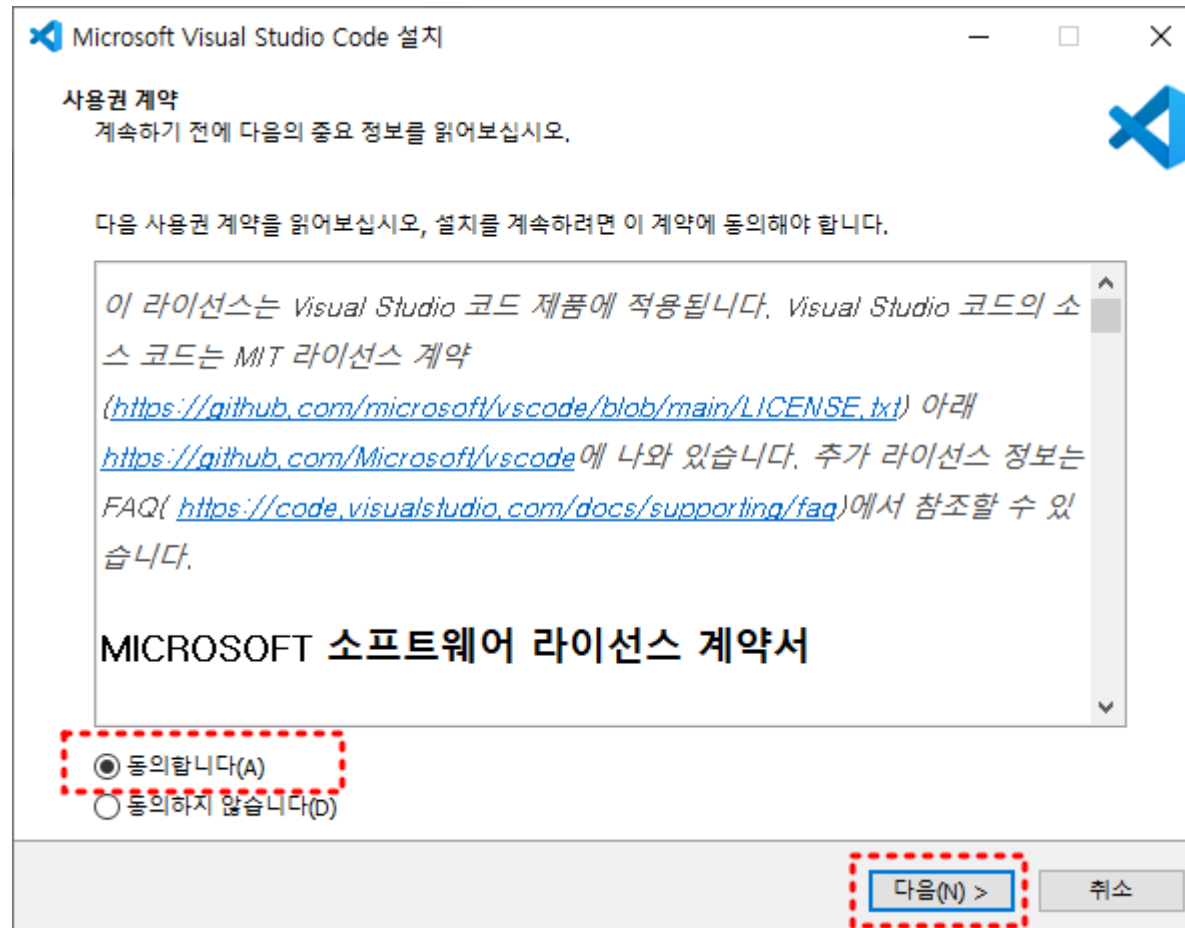 Microsoft Visual Studio Code 설치
사용권 계약
계속하기 전에 다음의 중요 정보를 읽어보십시오.
다음 사용권 계약을 읽어보십시오, 설치를 계속하려면 이 계약에 동의해야 합니다.
이 라이선스는 Visual Studio 코드 제품에 적용됩니다. Visual Studio 코드의 소
스 코드는 MIT 라이선스 계약
(https://github.com/microsoft/vscode/blob/main/LICENSE.txt) 아래
https://github.com/Microsoft/vscode에 나와 있습니다. 추가 라이선스 정보는
FAQ( https://code.visualstudio.com/docs/supporting/faq)에서 참조할 수 있
습니다.
MICROSOFT 소프트웨어 라이선스 계약서
동의합니다(A)
동의하지 않습니다(D)
다음(N) >
취소